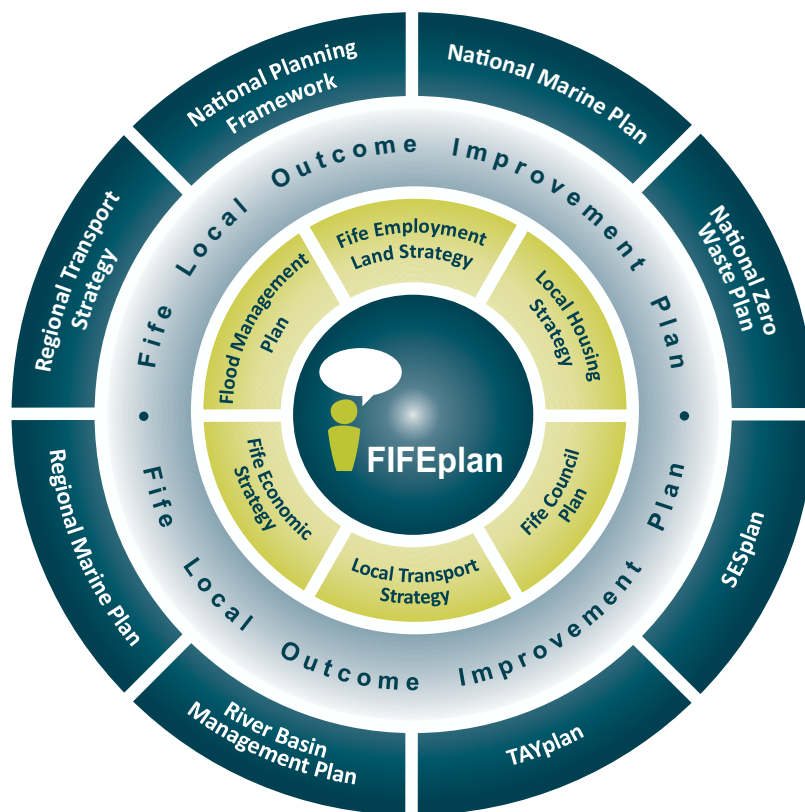 National Planning
Framework
National Marine Plan
National Zero
Waste Plan
SESplan
TAYplan
River Basin
Management Plan
Regional Marine Plan
Regional Transport
Strategy
Fife Local Outcome Improvement Plan
• Fife Local Outcome Improvement Plan •
Fife Employment
Land Strategy
Local Housing
Strategy
Fife Council
Plan
Local Transport
Strategy
Fife Economic
Strategy
Flood Management
Plan
FIFEplan